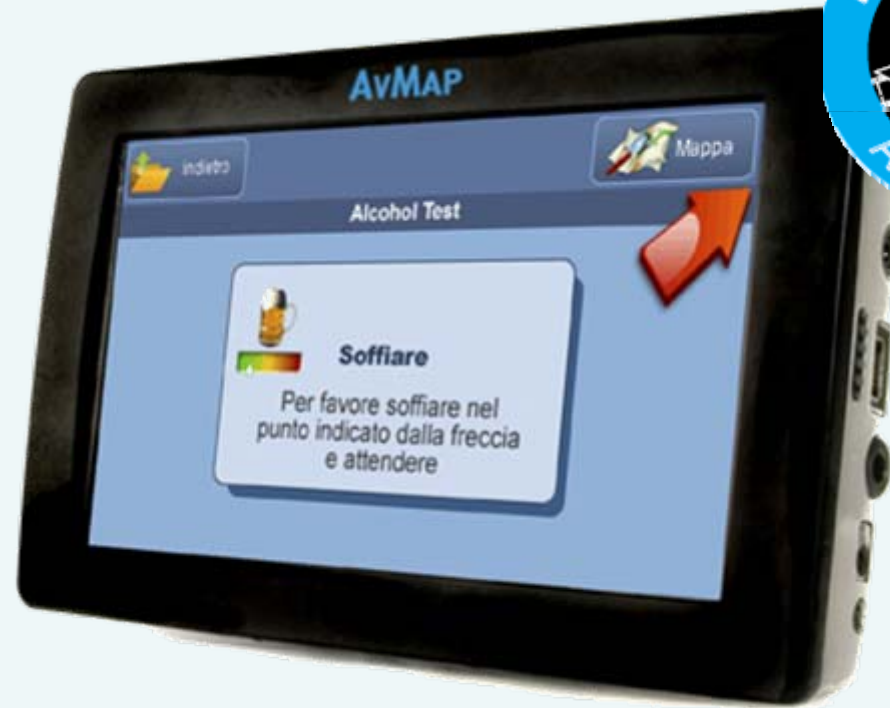 AVMAP
Indietro
Mappa
Alcohol Test
Soffiare
Per favore soffiare nel
punto indicato dalla freccia
e attendere